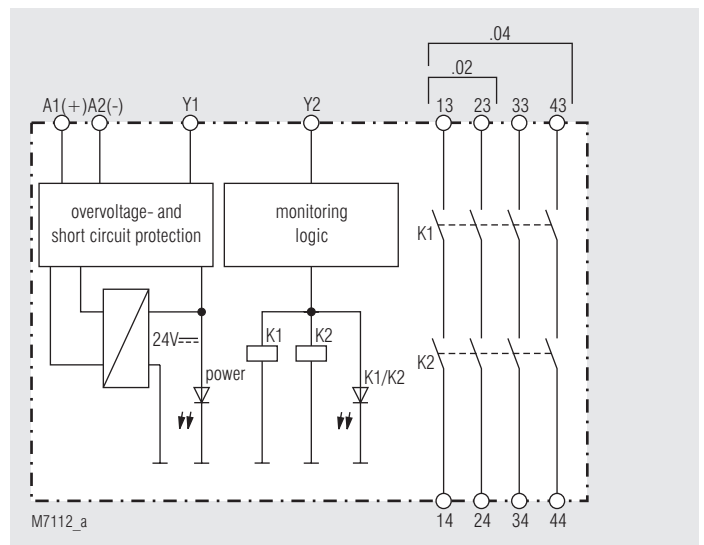 .04
.02
A1(+) A2(-) Y1 Y2 13 23 33 43
overvoltage- and
short circuit protection
monitoring
logic
K1
24V
K1 K2
power
K1/K2
K2
14 24 34 44
M7112_a